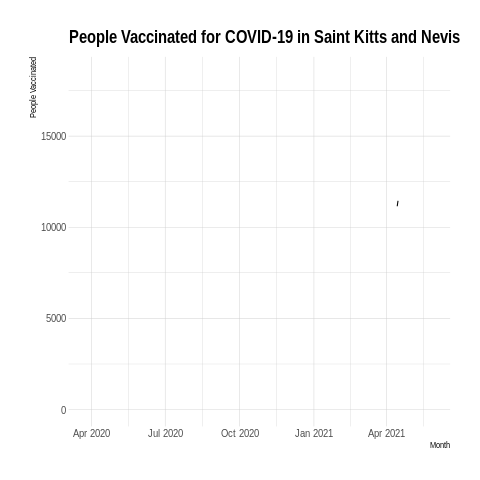 People Vaccinated for COVID-19 in Saint Kitts and Nevis
People Vaccinated
15000
10000
5000
0
Apr 2020 Jul 2020 Oct 2020 Jan 2021 Apr 2021
Month